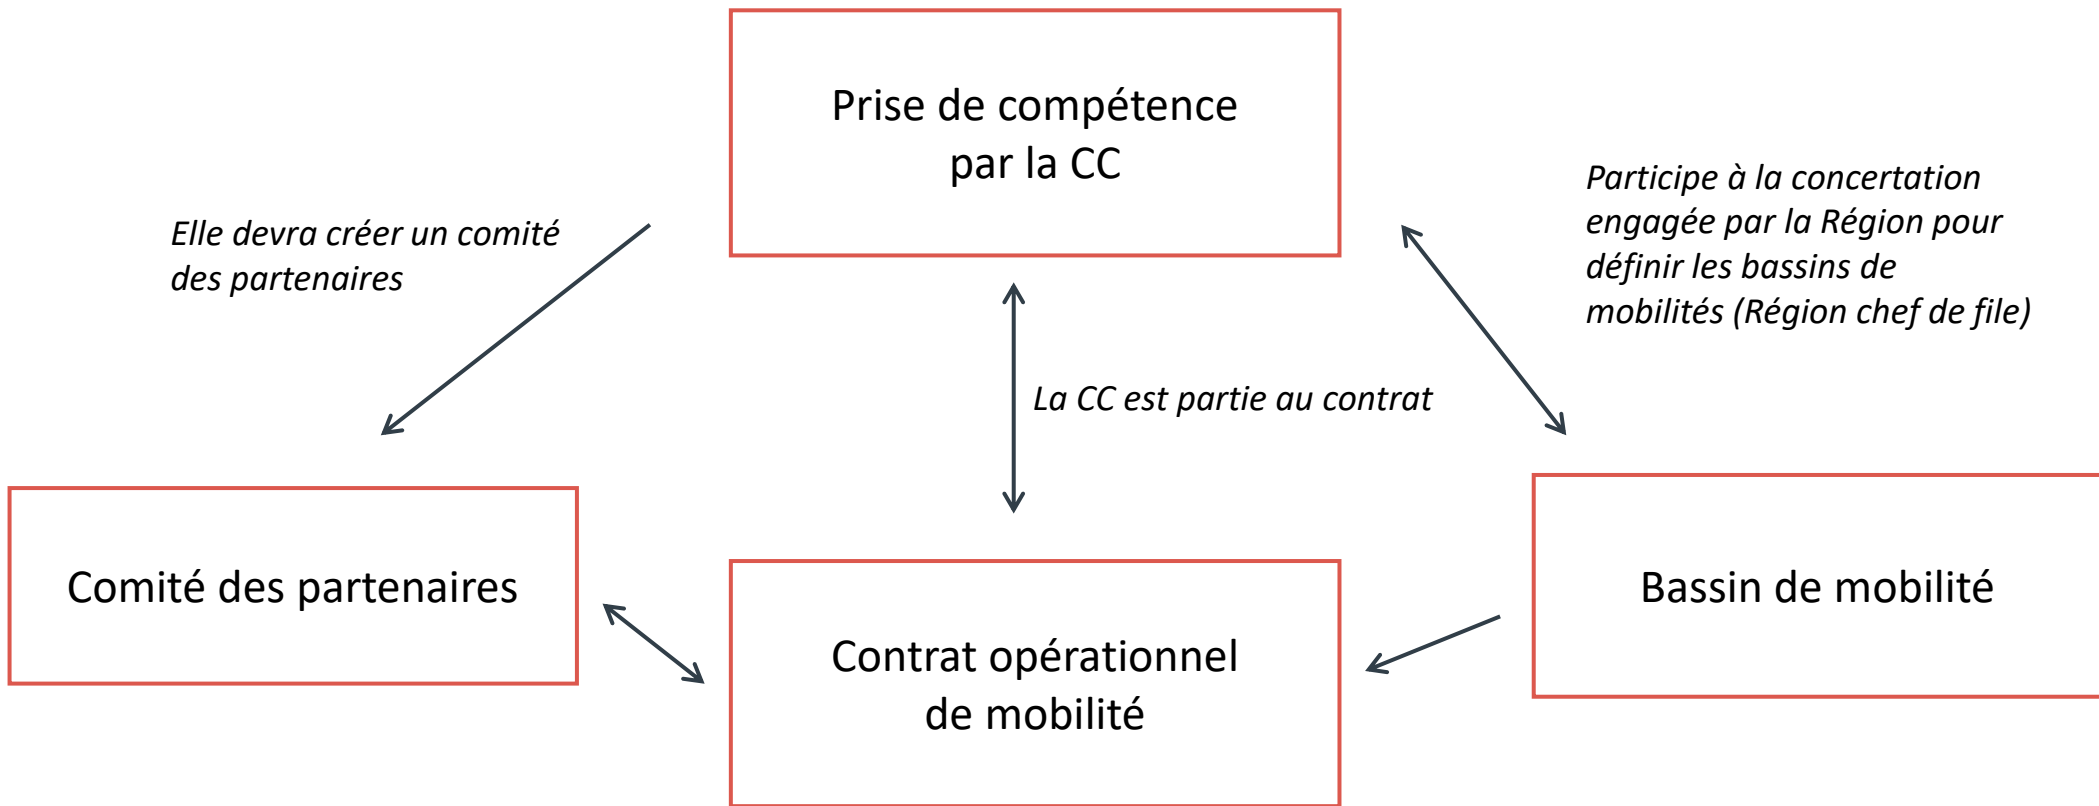 Prise de compétence
par la CC
Elle devra créer un comité
des partenaires
Participe à la concertation
engagée par la Région pour
définir les bassins de
mobilités (Région chef de file)
La CC est partie au contrat
Comité des partenaires
Contrat opérationnel
de mobilité
Bassin de mobilité